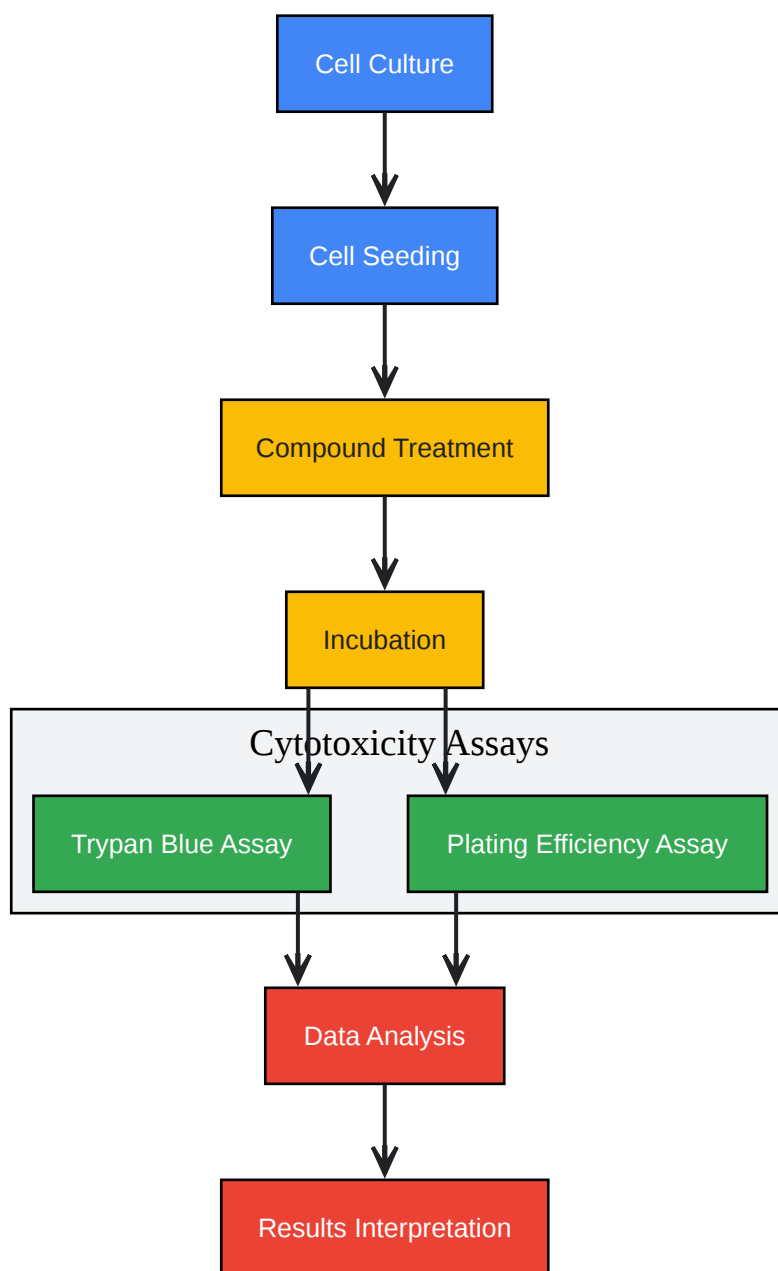 Cell Culture
Cell Seeding
Compound Treatment
Incubation
Cytotoxicity Assays
Trypan Blue Assay
Plating Efficiency Assay
Data Analysis
Results Interpretation